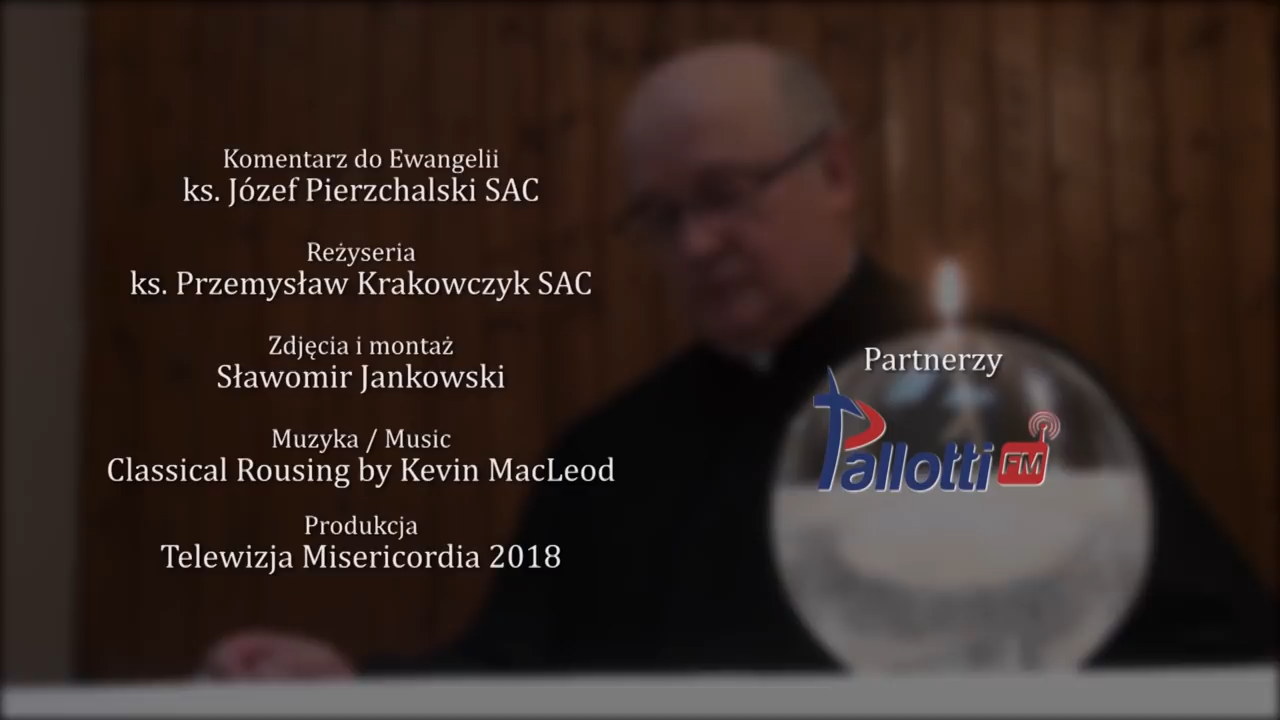 Komentarz do Ewangelii
ks. Józef Pierzchalski SAC
Reżyseria
ks. Przemysław Krakowczyk SAC
Zdjęcia i montaż
Sławomir Jankowski
Muzyka / Music
Classical Rousing by Kevin MacLeod
Produkcja
Telewizja Misericordia 2018
Partnerzy
Pallotti FM